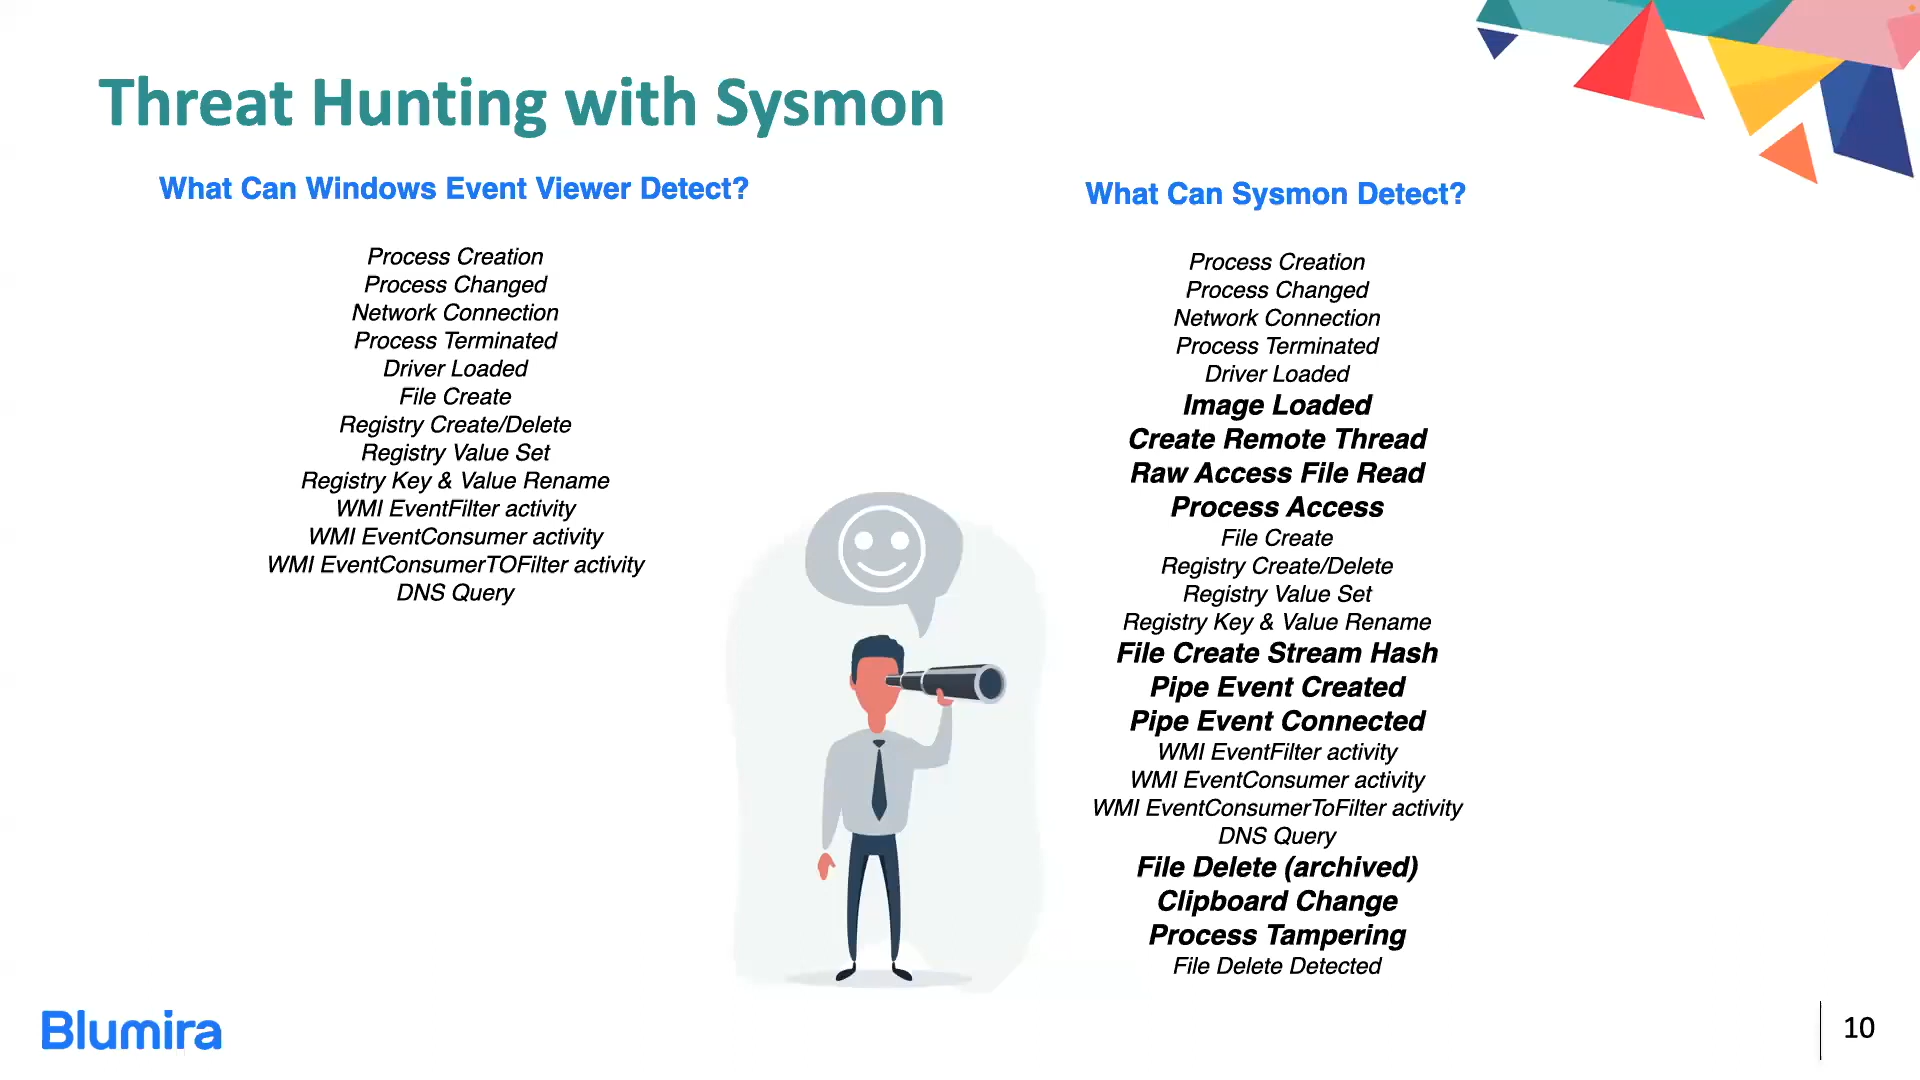 Threat Hunting with Sysmon
What Can Windows Event Viewer Detect?
Process Creation
Process Changed
Network Connection
Process Terminated
Driver Loaded
File Create
Registry Create/Delete
Registry Value Set
Registry Key & Value Rename
WMI EventFilter activity
WMI EventConsumer activity
WMI EventConsumerTOFilter activity
DNS Query
What Can Sysmon Detect?
Process Creation
Process Changed
Network Connection
Process Terminated
Driver Loaded
Image Loaded
Create Remote Thread
Raw Access File Read
Process Access
File Create
Registry Create/Delete
Registry Value Set
Registry Key & Value Rename
File Create Stream Hash
Pipe Event Created
Pipe Event Connected
WMI EventFilter activity
WMI EventConsumer activity
WMI EventConsumerToFilter activity
DNS Query
File Delete (archived)
Clipboard Change
Process Tampering
File Delete Detected
Blumira
10